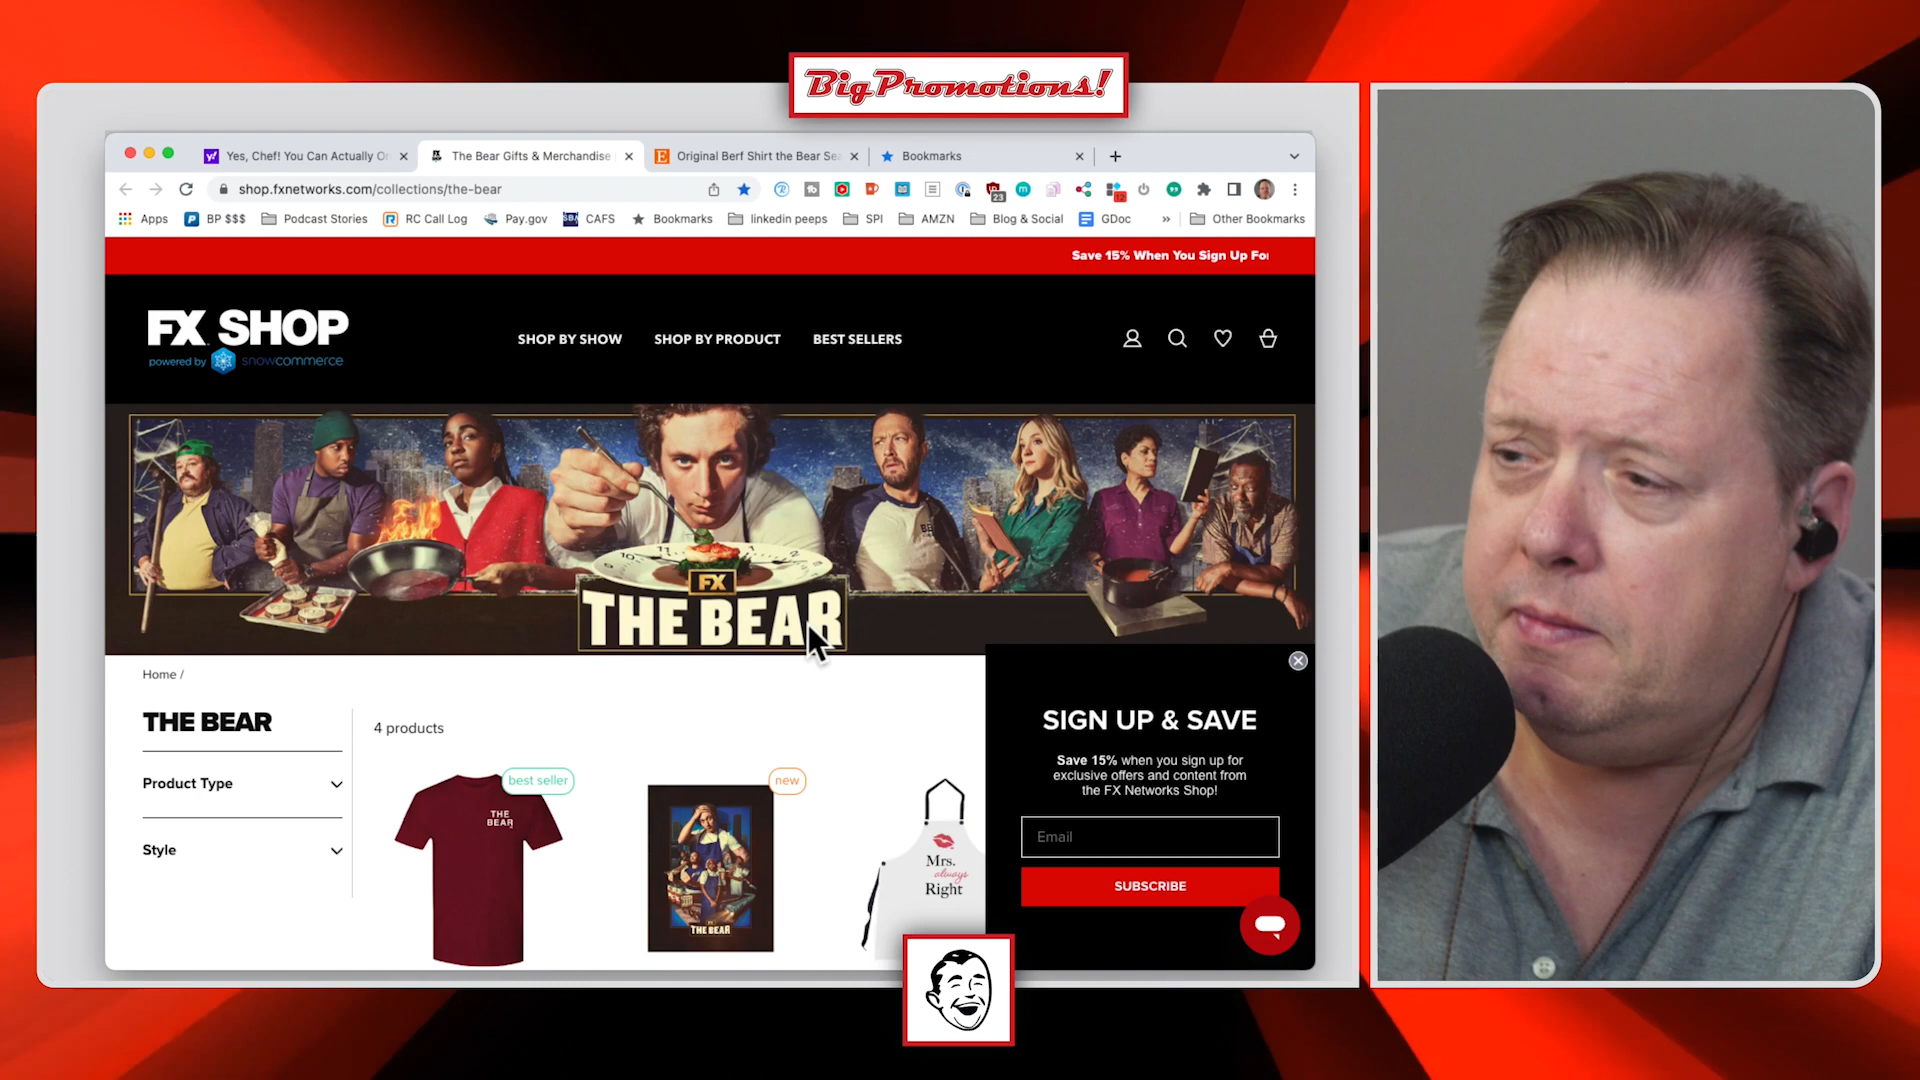 BigPromotions!
Yes, Chef! You Can Actually Or
The Bear Gifts & Merchandise
Original Berf Shirt the Bear Sea
Bookmarks
shop.fxnetworks.com/collections/the-bear
23
12
Apps
BP $$$
Podcast Stories
RC Call Log
Pay.gov
CAFS
Bookmarks
linkedin peeps
SPI
AMZN
Blog & Social
GDoc
»
Other Bookmarks
Save 15% When You Sign Up For
FX SHOP
powered by snowcommerce
SHOP BY SHOW
SHOP BY PRODUCT
BEST SELLERS
FX
THE BEAR
Home /
THE BEAR
4 products
Product Type
Style
best seller
THE
BEAR
new
THE BEAR
Mrs.
always
Right
SIGN UP & SAVE
Save 15% when you sign up for
exclusive offers and content from
the FX Networks Shop!
Email
SUBSCRIBE